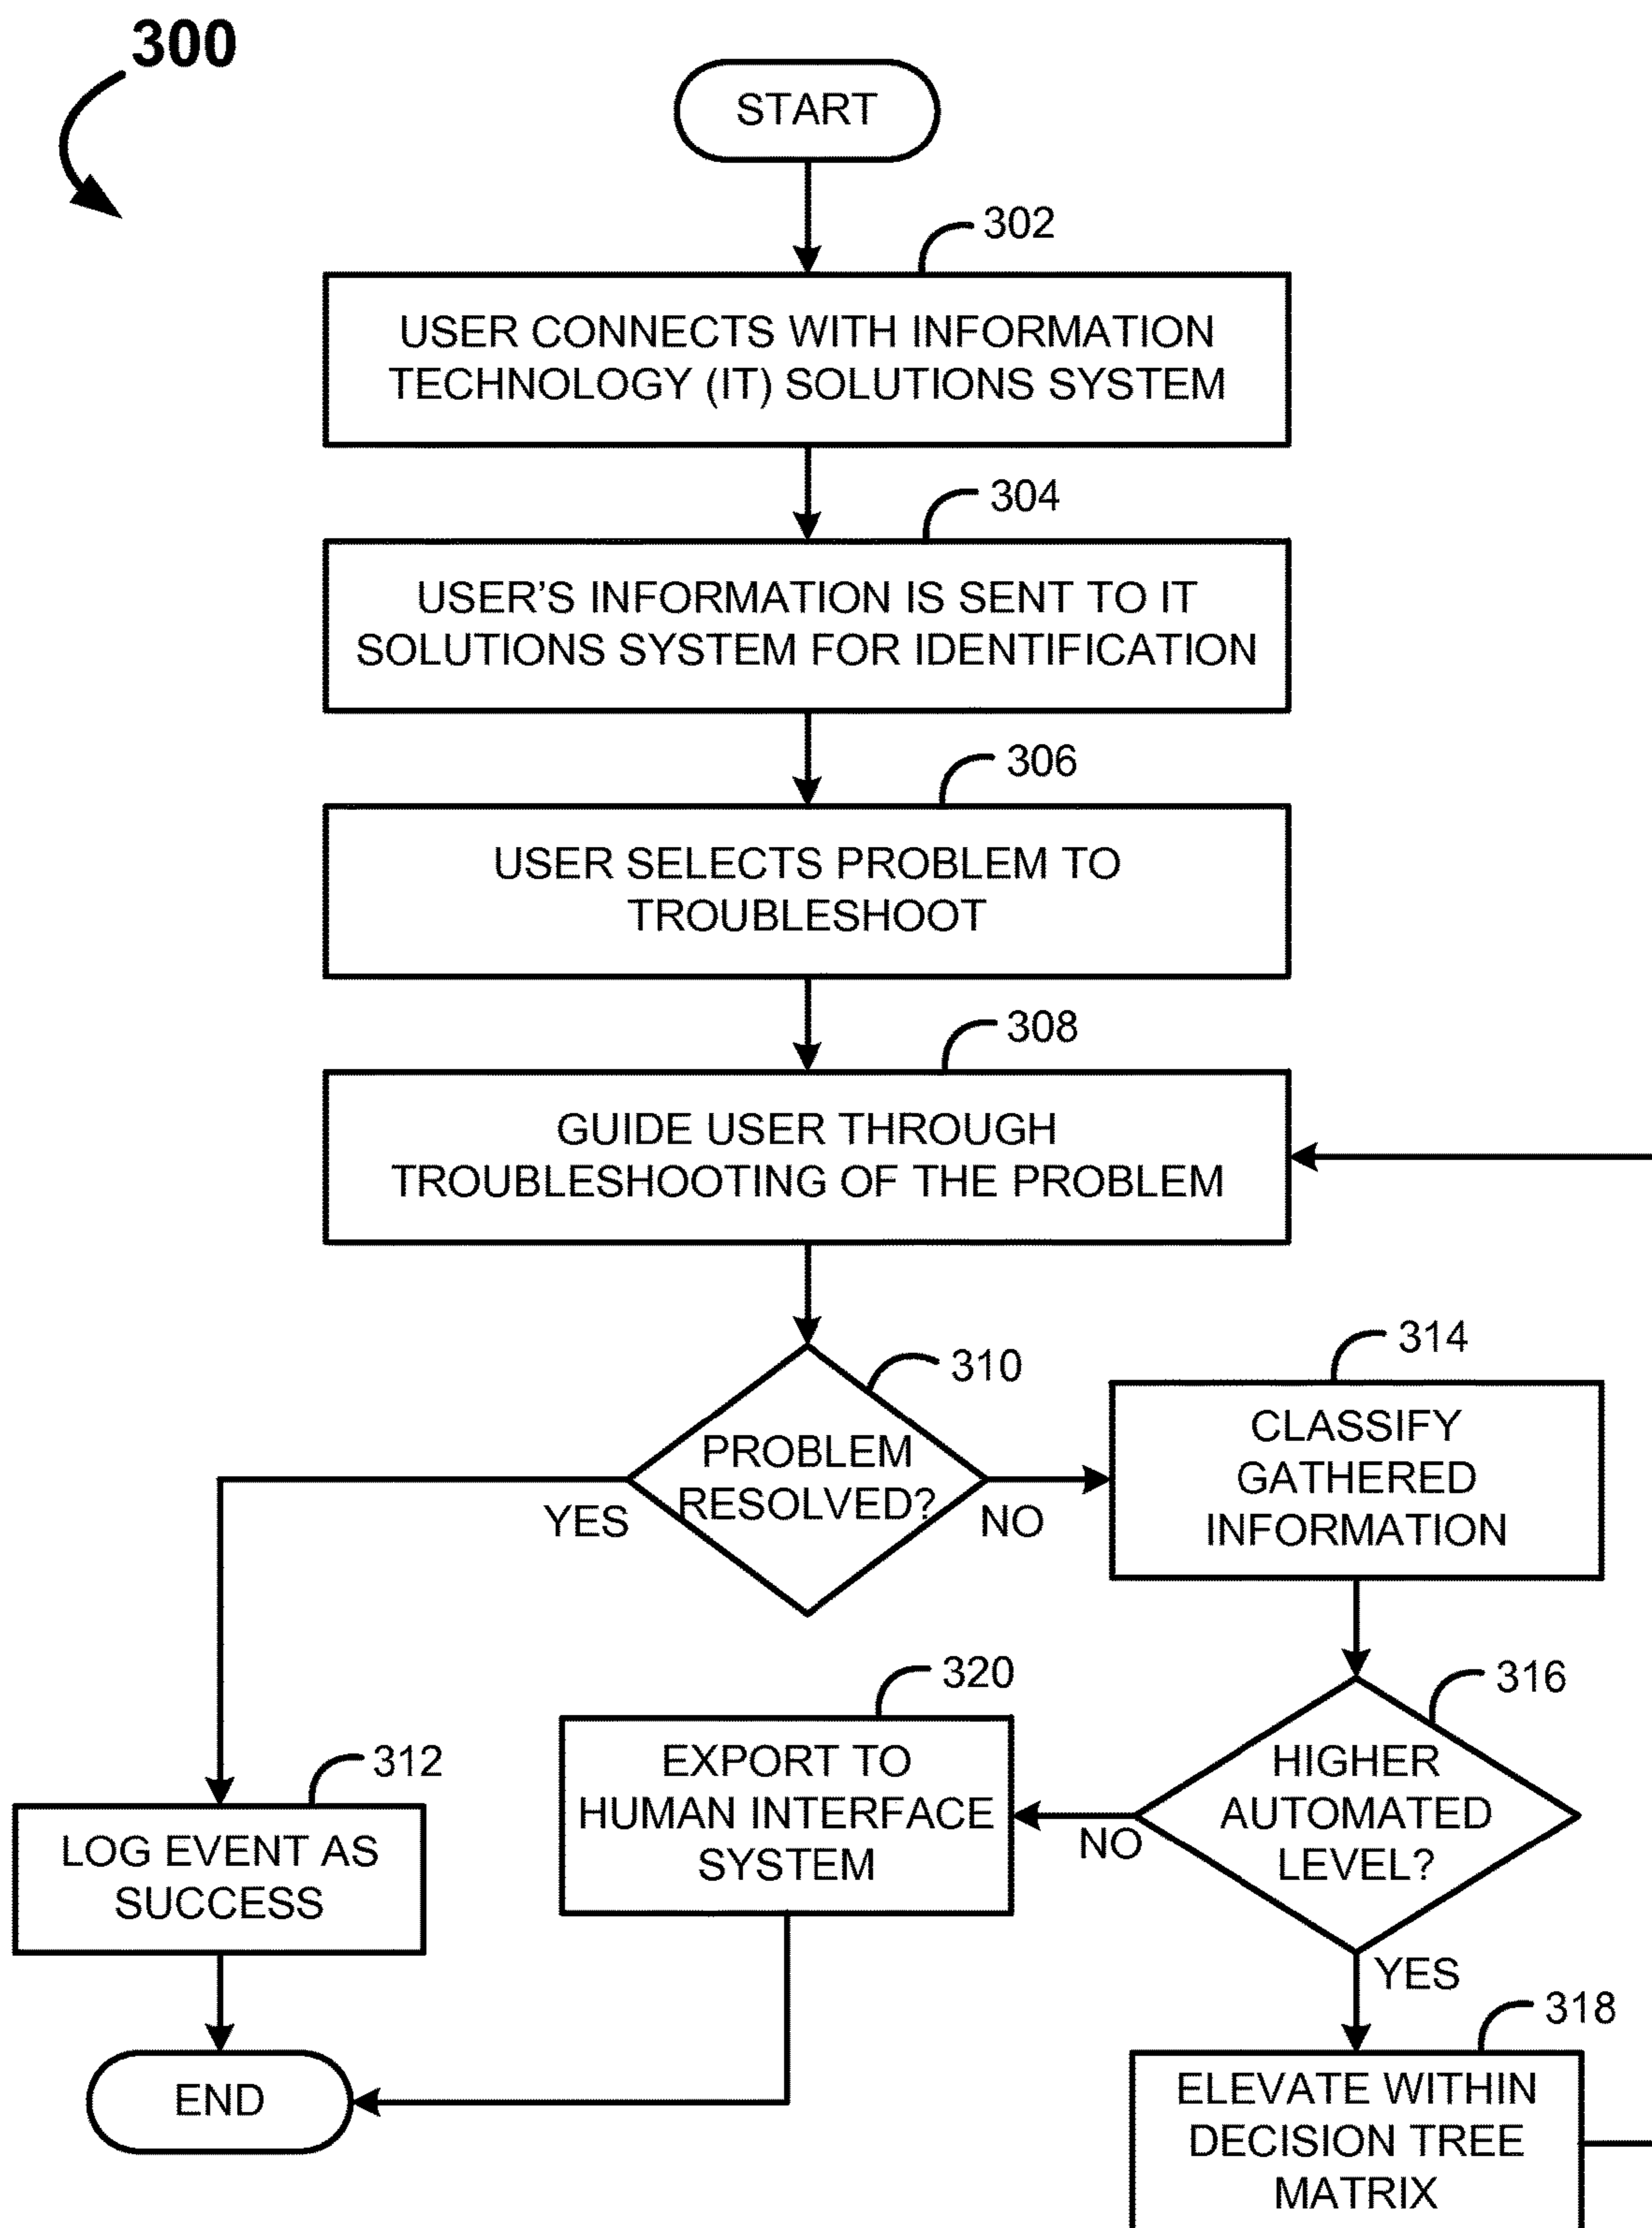 300
START
302
USER CONNECTS WITH INFORMATION
TECHNOLOGY (IT) SOLUTIONS SYSTEM
304
USER'S INFORMATION IS SENT TO IT
SOLUTIONS SYSTEM FOR IDENTIFICATION
306
USER SELECTS PROBLEM TO
TROUBLESHOOT
308
GUIDE USER THROUGH
TROUBLESHOOTING OF THE PROBLEM
310
PROBLEM
RESOLVED?
YES
NO
314
CLASSIFY
GATHERED
INFORMATION
316
HIGHER
AUTOMATED
LEVEL?
NO
YES
320
EXPORT TO
HUMAN INTERFACE
SYSTEM
312
LOG EVENT AS
SUCCESS
END
318
ELEVATE WITHIN
DECISION TREE
MATRIX